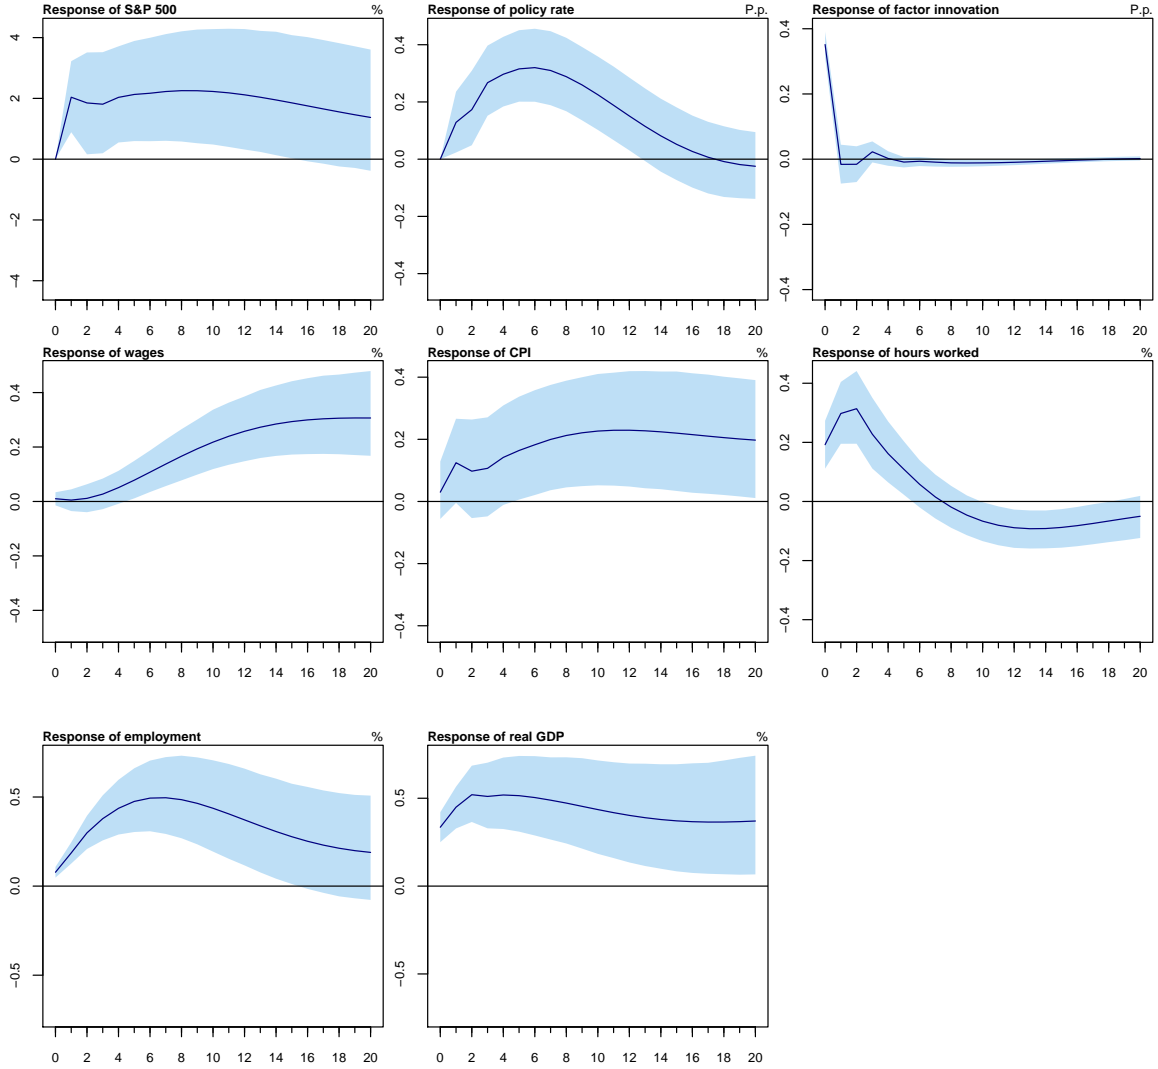 Response of S&P 500 %
4
2
0
−2
−4
0 2 4 6 8 10 12 14 16 18 20
Response of policy rate P.p.
0.4
0.2
0.0
−0.2
−0.4
0 2 4 6 8 10 12 14 16 18 20
Response of factor innovation P.p.
0.4
0.2
0.0
−0.2
−0.4
0 2 4 6 8 10 12 14 16 18 20
Response of wages %
0.4
0.2
0.0
−0.2
−0.4
0 2 4 6 8 10 12 14 16 18 20
Response of CPI %
0.4
0.2
0.0
−0.2
−0.4
0 2 4 6 8 10 12 14 16 18 20
Response of hours worked %
0.4
0.2
0.0
−0.2
−0.4
0 2 4 6 8 10 12 14 16 18 20
Response of employment %
0.5
0.0
−0.5
0 2 4 6 8 10 12 14 16 18 20
Response of real GDP %
0.5
0.0
−0.5
0 2 4 6 8 10 12 14 16 18 20